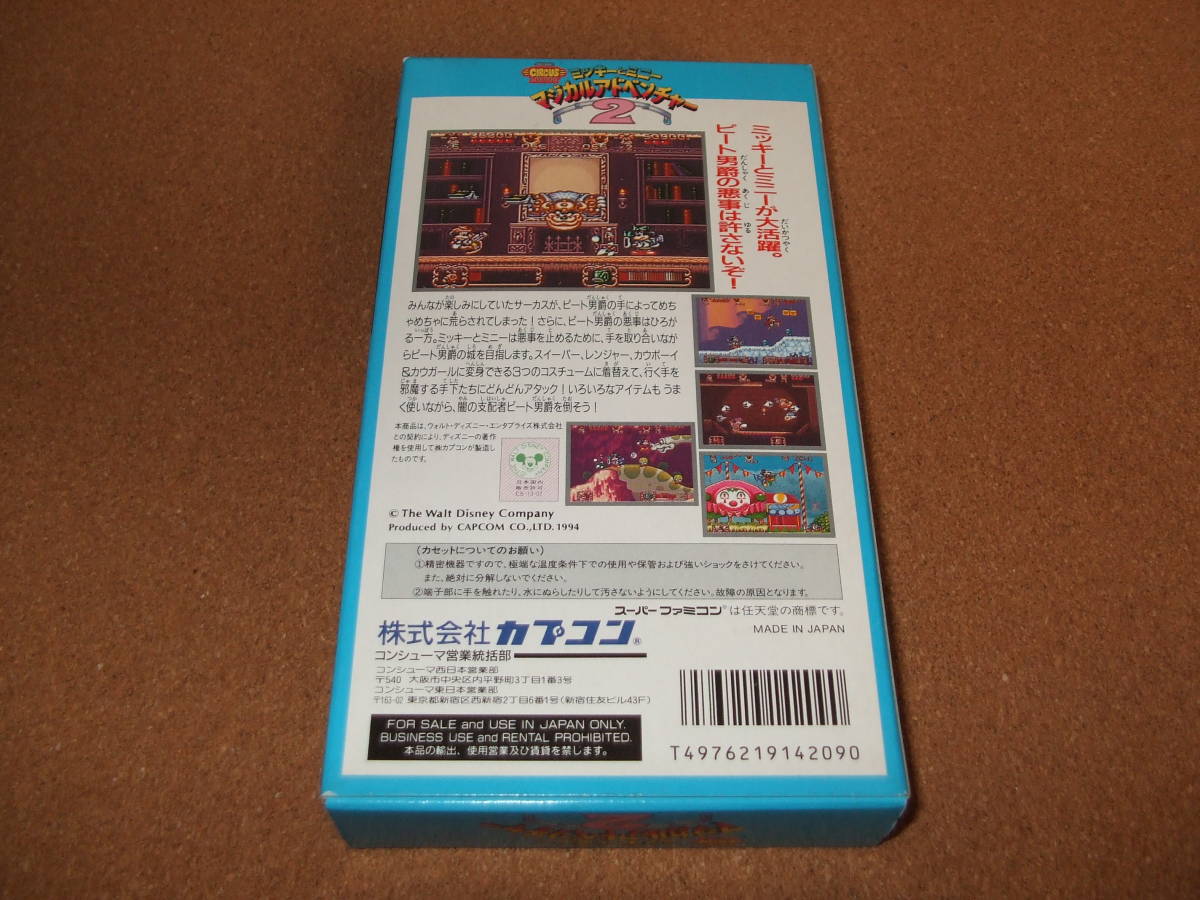 CIRCUS
ミッキーとミニー
マジカルアドベンチャー
2
ミッキーとミニーが大活躍。
ピート男爵の悪事は許さないぞ！
みんなが楽しみにしていたサーカスが、ピート男爵の手によってめち
ゃめちゃに荒らされてしまった！さらに、ピート男爵の悪事はひろが
る一方。ミッキーとミニーは悪事を止めるために、手を取り合いなが
らピート男爵の城を目指します。スイーパー、レンジャー、カウボーイ
&カウガールに変身できる3つのコスチュームに着替えて、行く手を
邪魔する手下たちにどんどんアタック！いろいろなアイテムも うま
く使いながら、闇の支配者ピート男爵を倒そう！
本商品は、ウォルト・ディズニー・エンタプライズ株式会社
との契約により、ディズニーの著作
権を使用して㈱カプコンが製造し
たものです。
日本国内
販売許可
© The Walt Disney Company
Produced by CAPCOM CO.,LTD. 1994
〈カセットについてのお願い〉
①精密機器ですので、極端な温度条件下での使用や保管および強いショックをさけてください。
また、絶対に分解しないでください。
②端子部に手を触れたり、水にぬらしたりして汚さないようにしてください。故障の原因となります。
スーパーファミコン®は任天堂の商標です。
MADE IN JAPAN
株式会社カプコン®
コンシューマ営業統括部
コンシューマ西日本営業部
〒540 大阪市中央区内平野町3丁目1番3号
コンシューマ東日本営業部
〒163-02 東京都新宿区西新宿2丁目6番1号(新宿住友ビル43F)
FOR SALE and USE IN JAPAN ONLY.
BUSINESS USE and RENTAL PROHIBITED.
本品の輸出、使用営業及び賃貸を禁じます。
T4976219142090